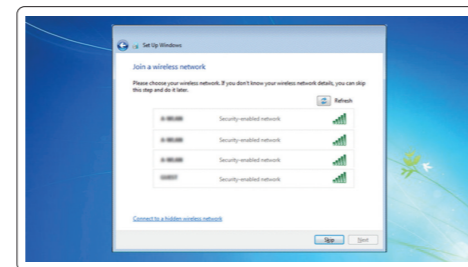 Set Up Windows
Join a wireless network
Please choose your wireless network. If you don't know your wireless network details, you can skip
this step and do it later.
Refresh
Security-enabled network
Security-enabled network
Security-enabled network
Security-enabled network
Connect to a hidden wireless network
Skip Next